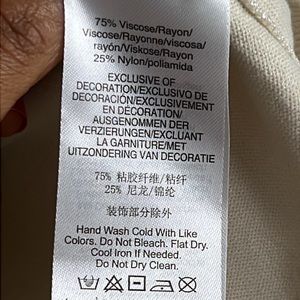 75% Viscose/Rayon/
Viscose/Rayonne/viscosa/
rayón/Viskose/Rayon
25% Nylon/poliamida
EXCLUSIVE OF
DECORATION/EXCLUSIVO DE
DECORACIÓN/EXCLUSIVEMENT
EN DÉCORATION/
AUSGENOMMEN DER
VERZIERUNGEN/EXCLUANT
LA GARNITURE/MET
UITZONDERING VAN DECORATIE
75% 粘胶纤维/粘纤
25% 尼龙/锦纶
装饰部分除外
Hand Wash Cold With Like
Colors. Do Not Bleach. Flat Dry.
Cool Iron If Needed.
Do Not Dry Clean.